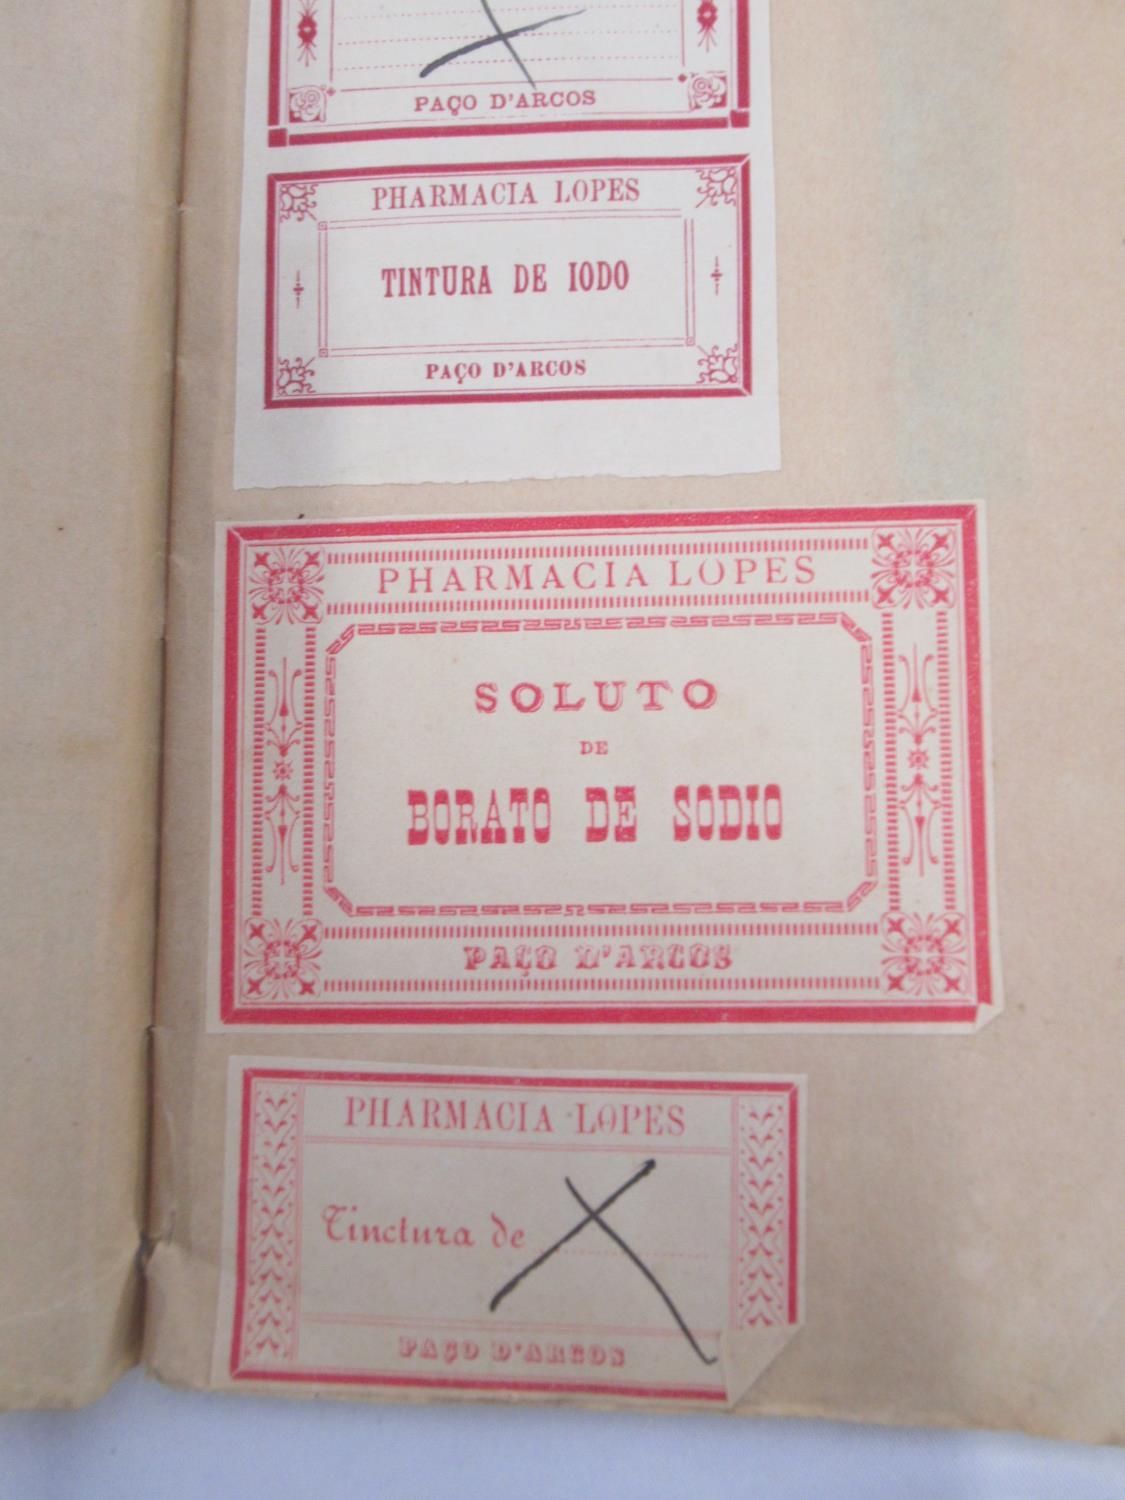 PAÇO D'ARCOS
PHARMACIA LOPES
TINTURA DE IODO
PAÇO D'ARCOS
PHARMACIA LOPES
SOLUTO
DE
BORATO DE SODIO
PAÇO D'ARCOS
PHARMACIA LOPES
Tinctura de
PAÇO D'ARCOS